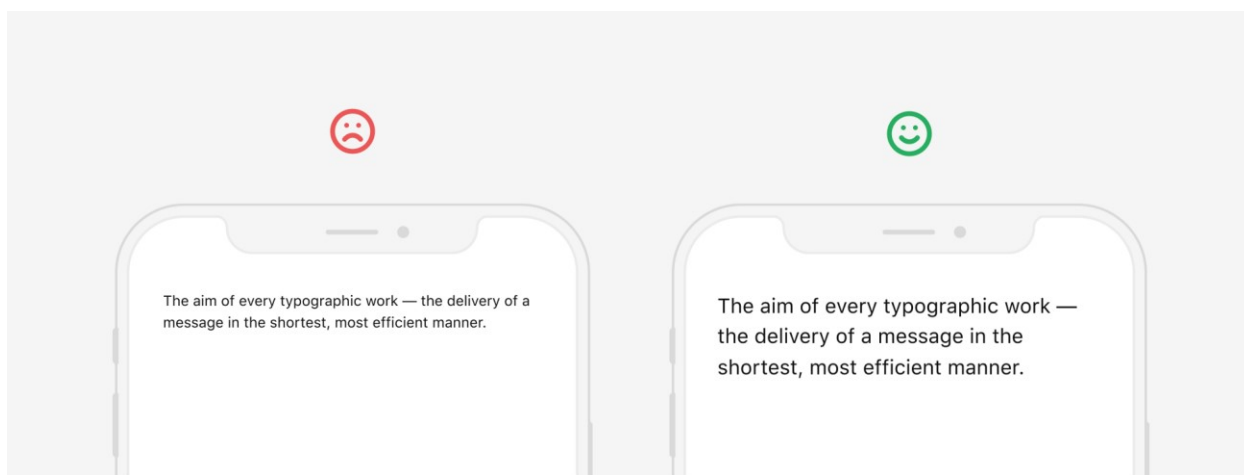 The aim of every typographic work — the delivery of a
message in the shortest, most efficient manner.
The aim of every typographic work —
the delivery of a message in the
shortest, most efficient manner.